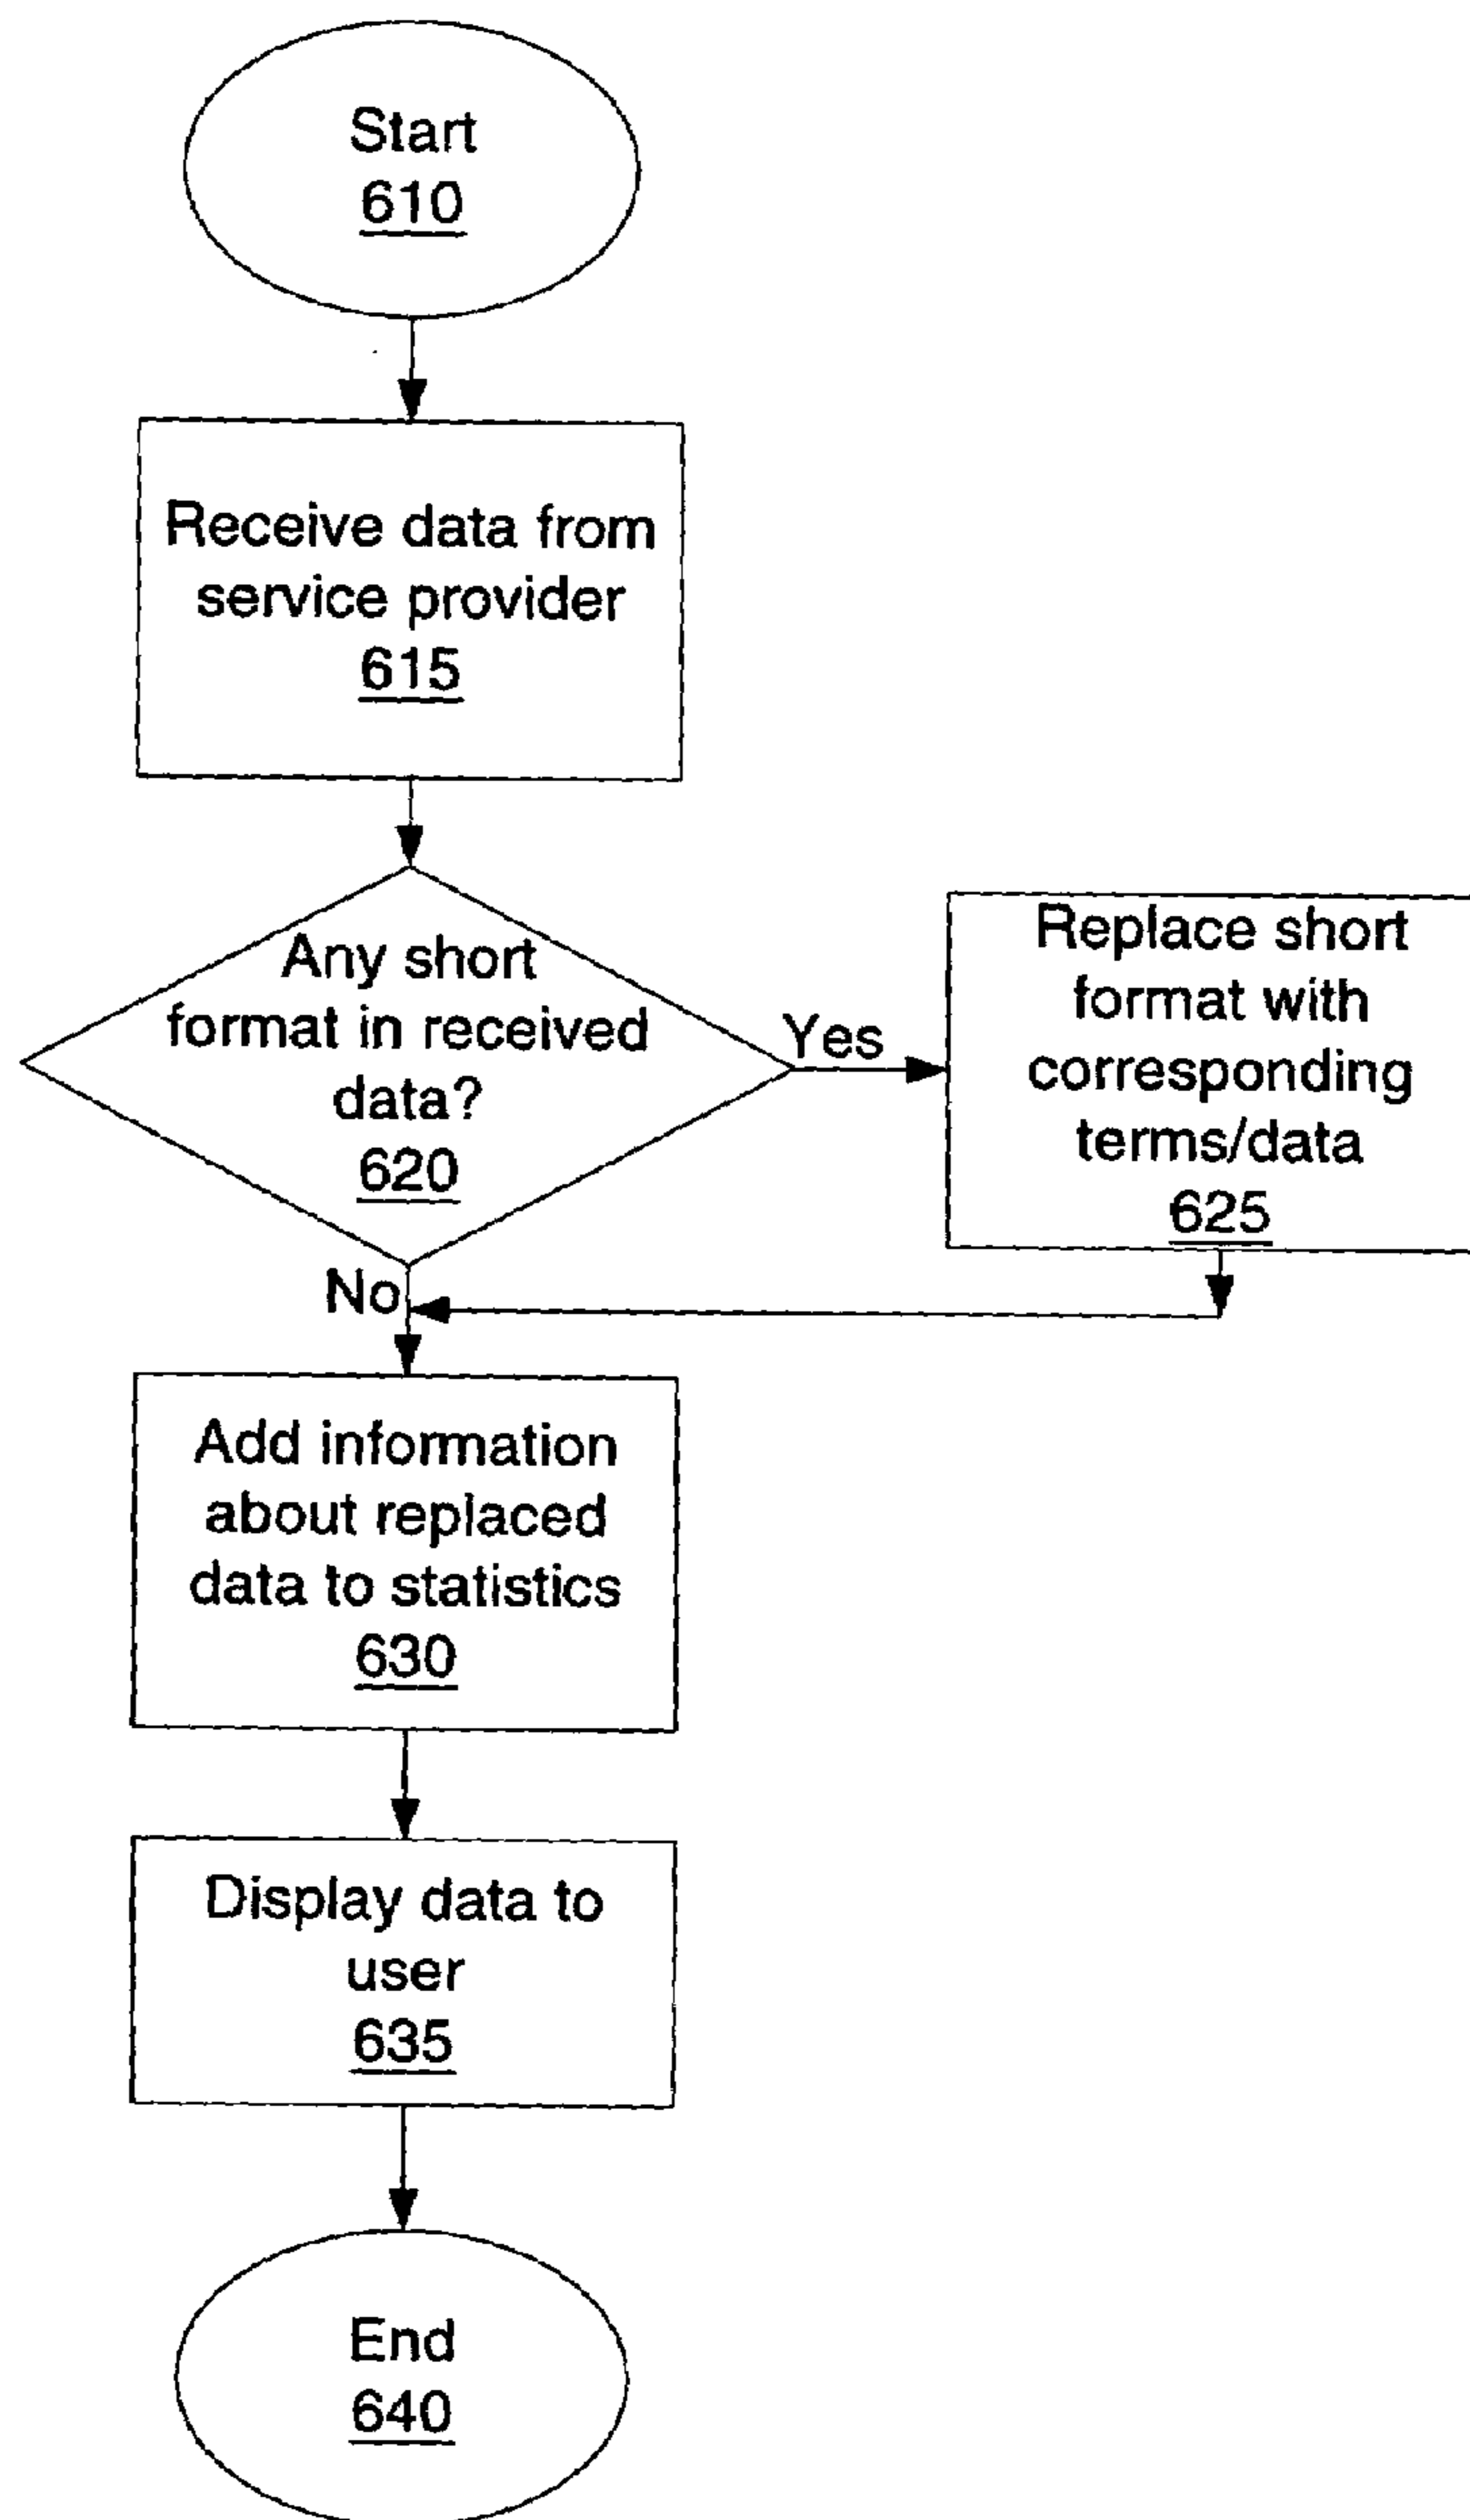 Start
610
Receive data from
service provider
615
Any short
format in received
data?
620
Yes
Replace short
format with
corresponding
terms/data
625
No
Add information
about replaced
data to statistics
630
Display data to
user
635
End
640